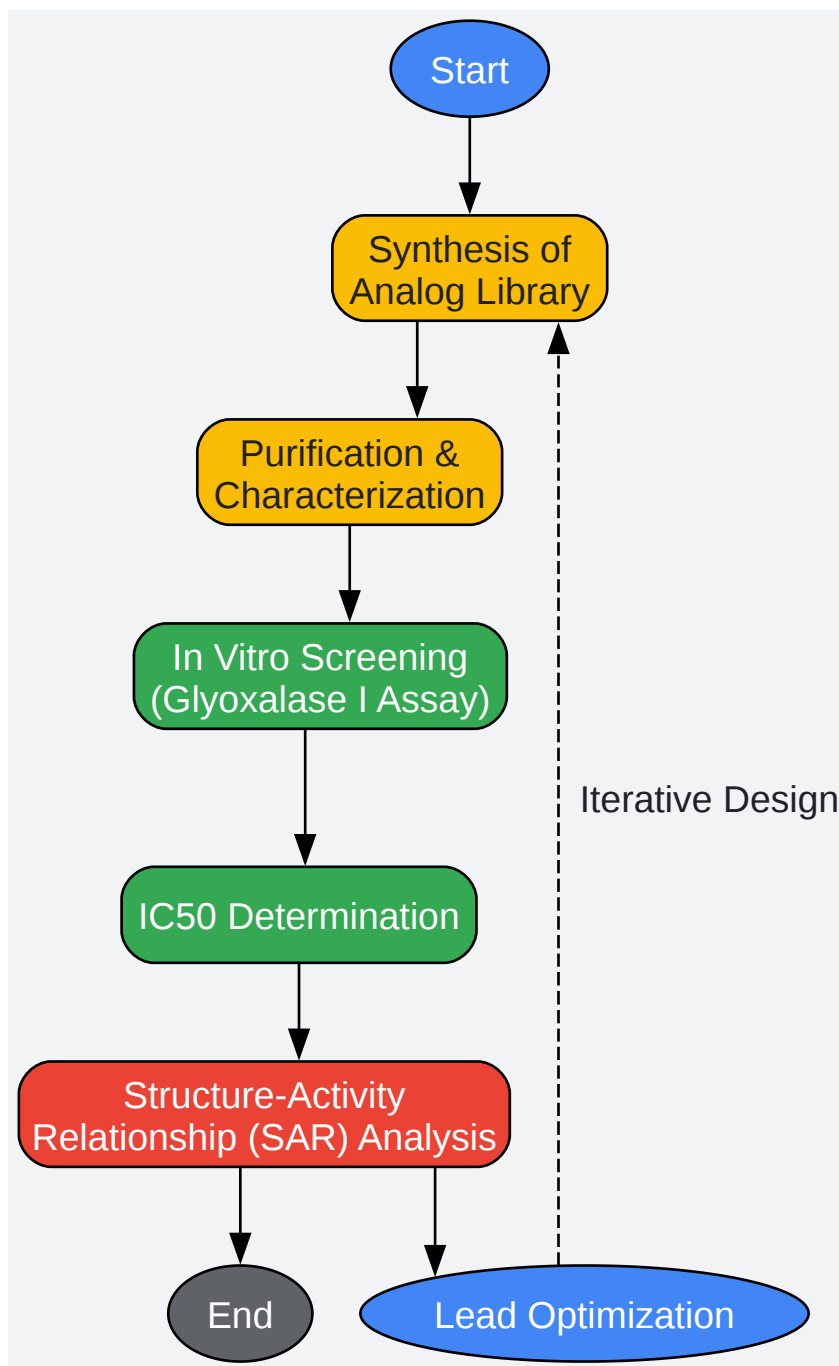 Start
Synthesis of
Analog Library
Purification &
Characterization
In Vitro Screening
(Glyoxalase I Assay)
Iterative Design
IC50 Determination
Structure-Activity
Relationship (SAR) Analysis
End
Lead Optimization